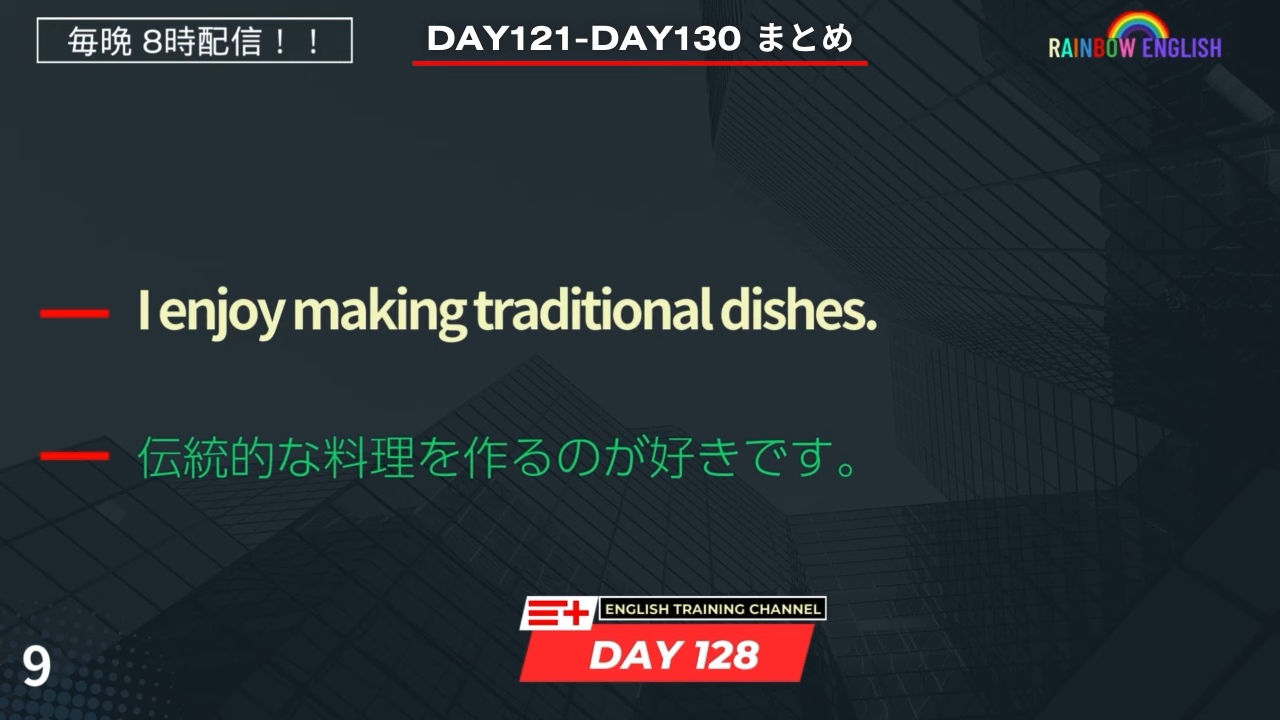 毎晩 8時配信！！
DAY121-DAY130 まとめ
RAINBOW ENGLISH
I enjoy making traditional dishes.
伝統的な料理を作るのが好きです。
E+ ENGLISH TRAINING CHANNEL
DAY 128
9